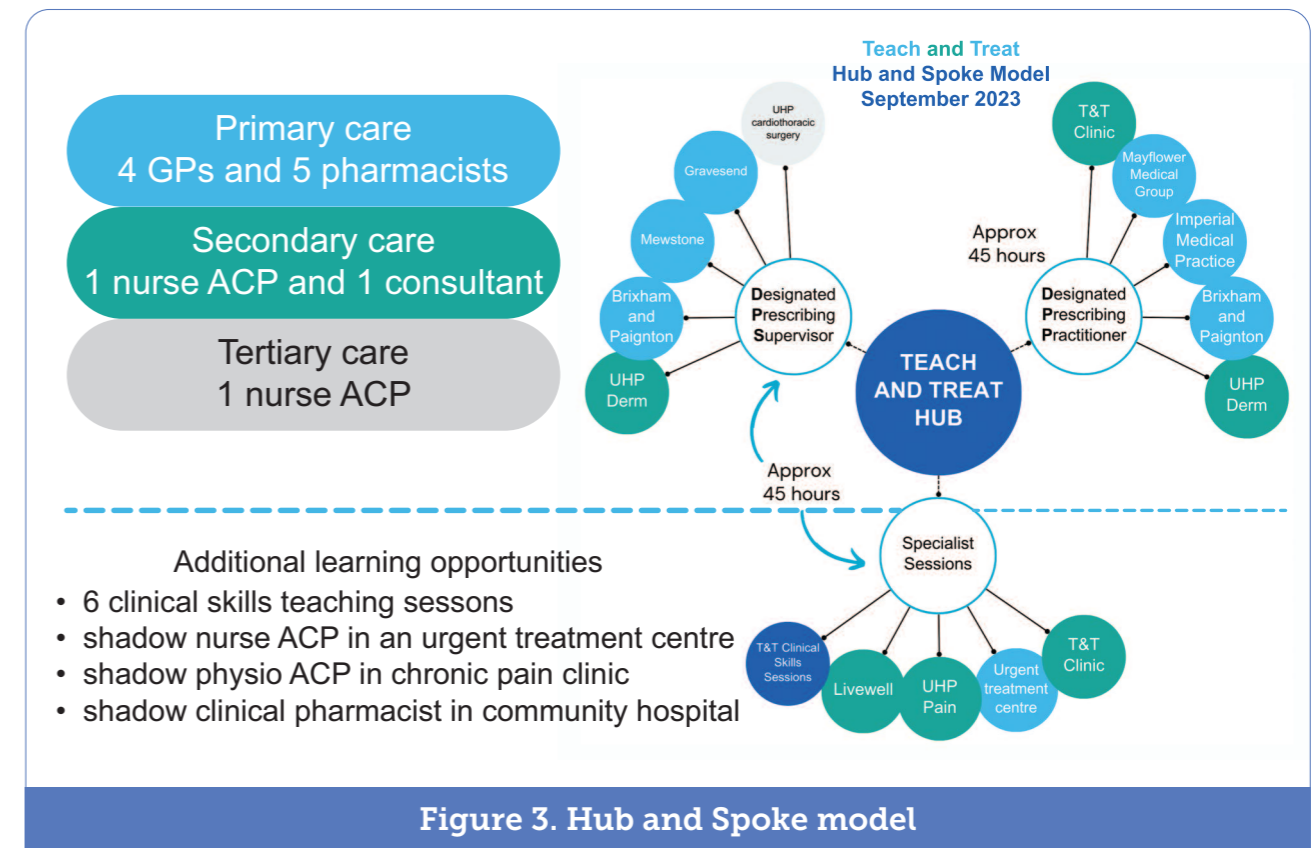 Teach and Treat
Hub and Spoke Model
September 2023
Primary care
4 GPs and 5 pharmacists
Secondary care
1 nurse ACP and 1 consultant
Tertiary care
1 nurse ACP
UHP
cardiothoracic
surgery
Gravesend
Mewstone
Brixham
and
Paignton
UHP
Derm
Designated
Prescribing
Supervisor
T&T
Clinic
Mayflower
Medical
Group
Imperial
Medical
Practice
Brixham
and
Paignton
UHP
Derm
Approx
45 hours
Designated
Prescribing
Practitioner
TEACH
AND TREAT
HUB
Approx
45 hours
Specialist
Sessions
T&T Clinical
Skills
Sessions
Livewell
UHP
Pain
Urgent
treatment
centre
T&T
Clinic
Additional learning opportunities
• 6 clinical skills teaching sessons
• shadow nurse ACP in an urgent treatment centre
• shadow physio ACP in chronic pain clinic
• shadow clinical pharmacist in community hospital
Figure 3. Hub and Spoke model